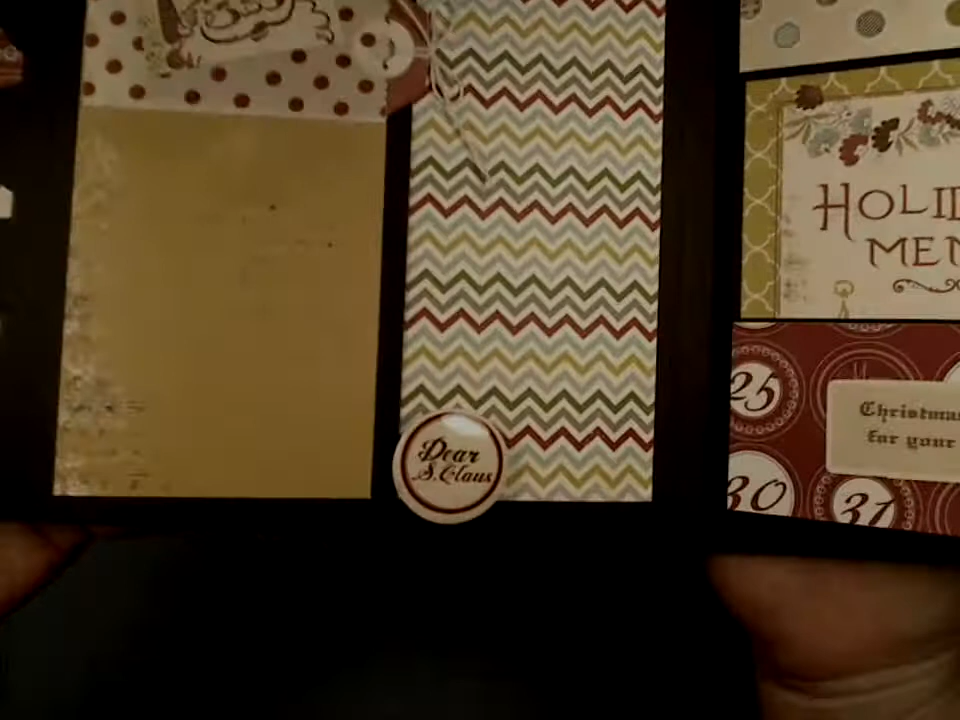 Dear
S. Claus
HOLID
MEN
25
Christmas
for your
30
31